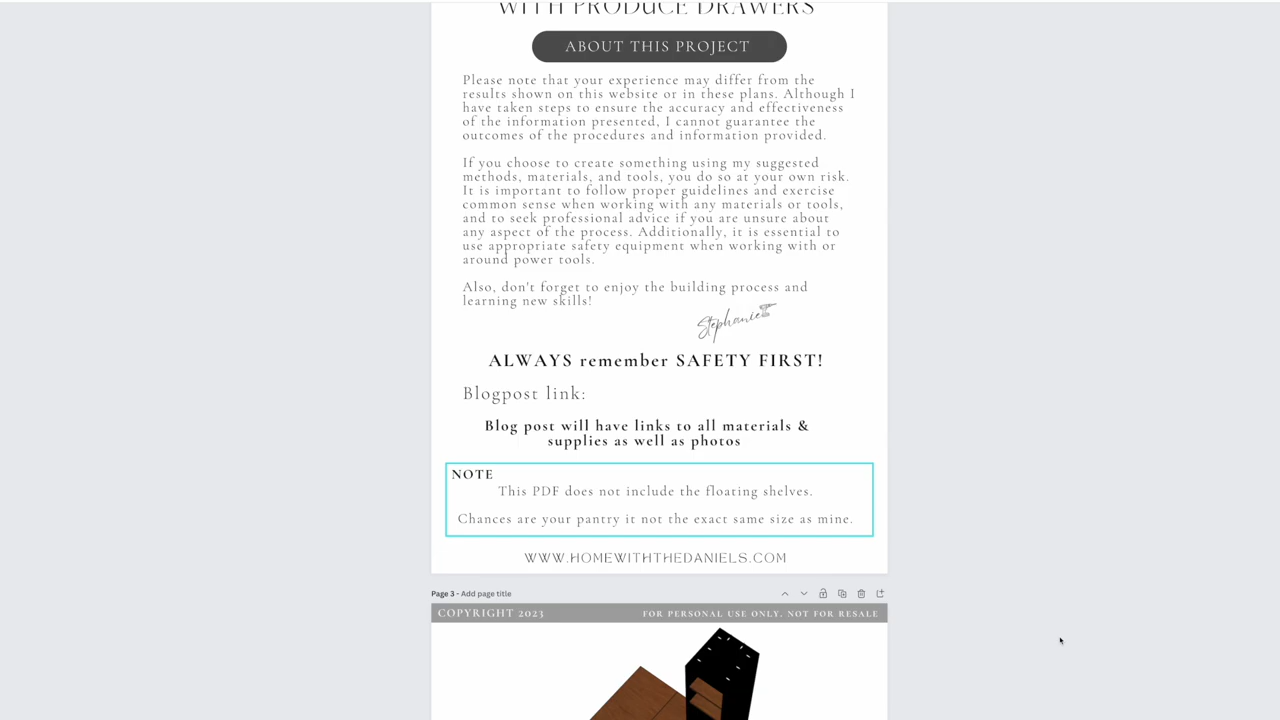 WITH PRODUCE DRAWERS
ABOUT THIS PROJECT
Please note that your experience may differ from the
results shown on this website or in these plans. Although I
have taken steps to ensure the accuracy and effectiveness
of the information presented, I cannot guarantee the
outcomes of the procedures and information provided.
If you choose to create something using my suggested
methods, materials, and tools, you do so at your own risk.
It is important to follow proper guidelines and exercise
common sense when working with any materials or tools,
and to seek professional advice if you are unsure about
any aspect of the process. Additionally, it is essential to
use appropriate safety equipment when working with or
around power tools.
Also, don't forget to enjoy the building process and
learning new skills!
Stephanie
ALWAYS remember SAFETY FIRST!
Blogpost link:
Blog post will have links to all materials &
supplies as well as photos
NOTE
This PDF does not include the floating shelves.
Chances are your pantry it not the exact same size as mine.
WWW.HOMEWITHTHEDANIELS.COM
Page 3 - Add page title
COPYRIGHT 2023 FOR PERSONAL USE ONLY. NOT FOR RESALE